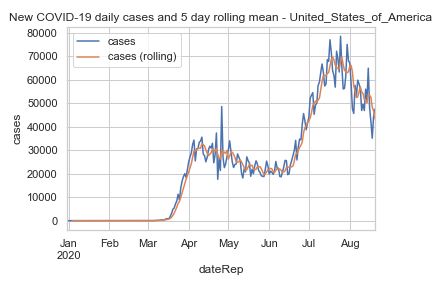 New COVID-19 daily cases and 5 day rolling mean - United_States_of_America
80000
70000
60000
50000
40000
30000
20000
10000
0
cases
cases
cases (rolling)
Jan Feb Mar Apr May Jun Jul Aug
2020
dateRep